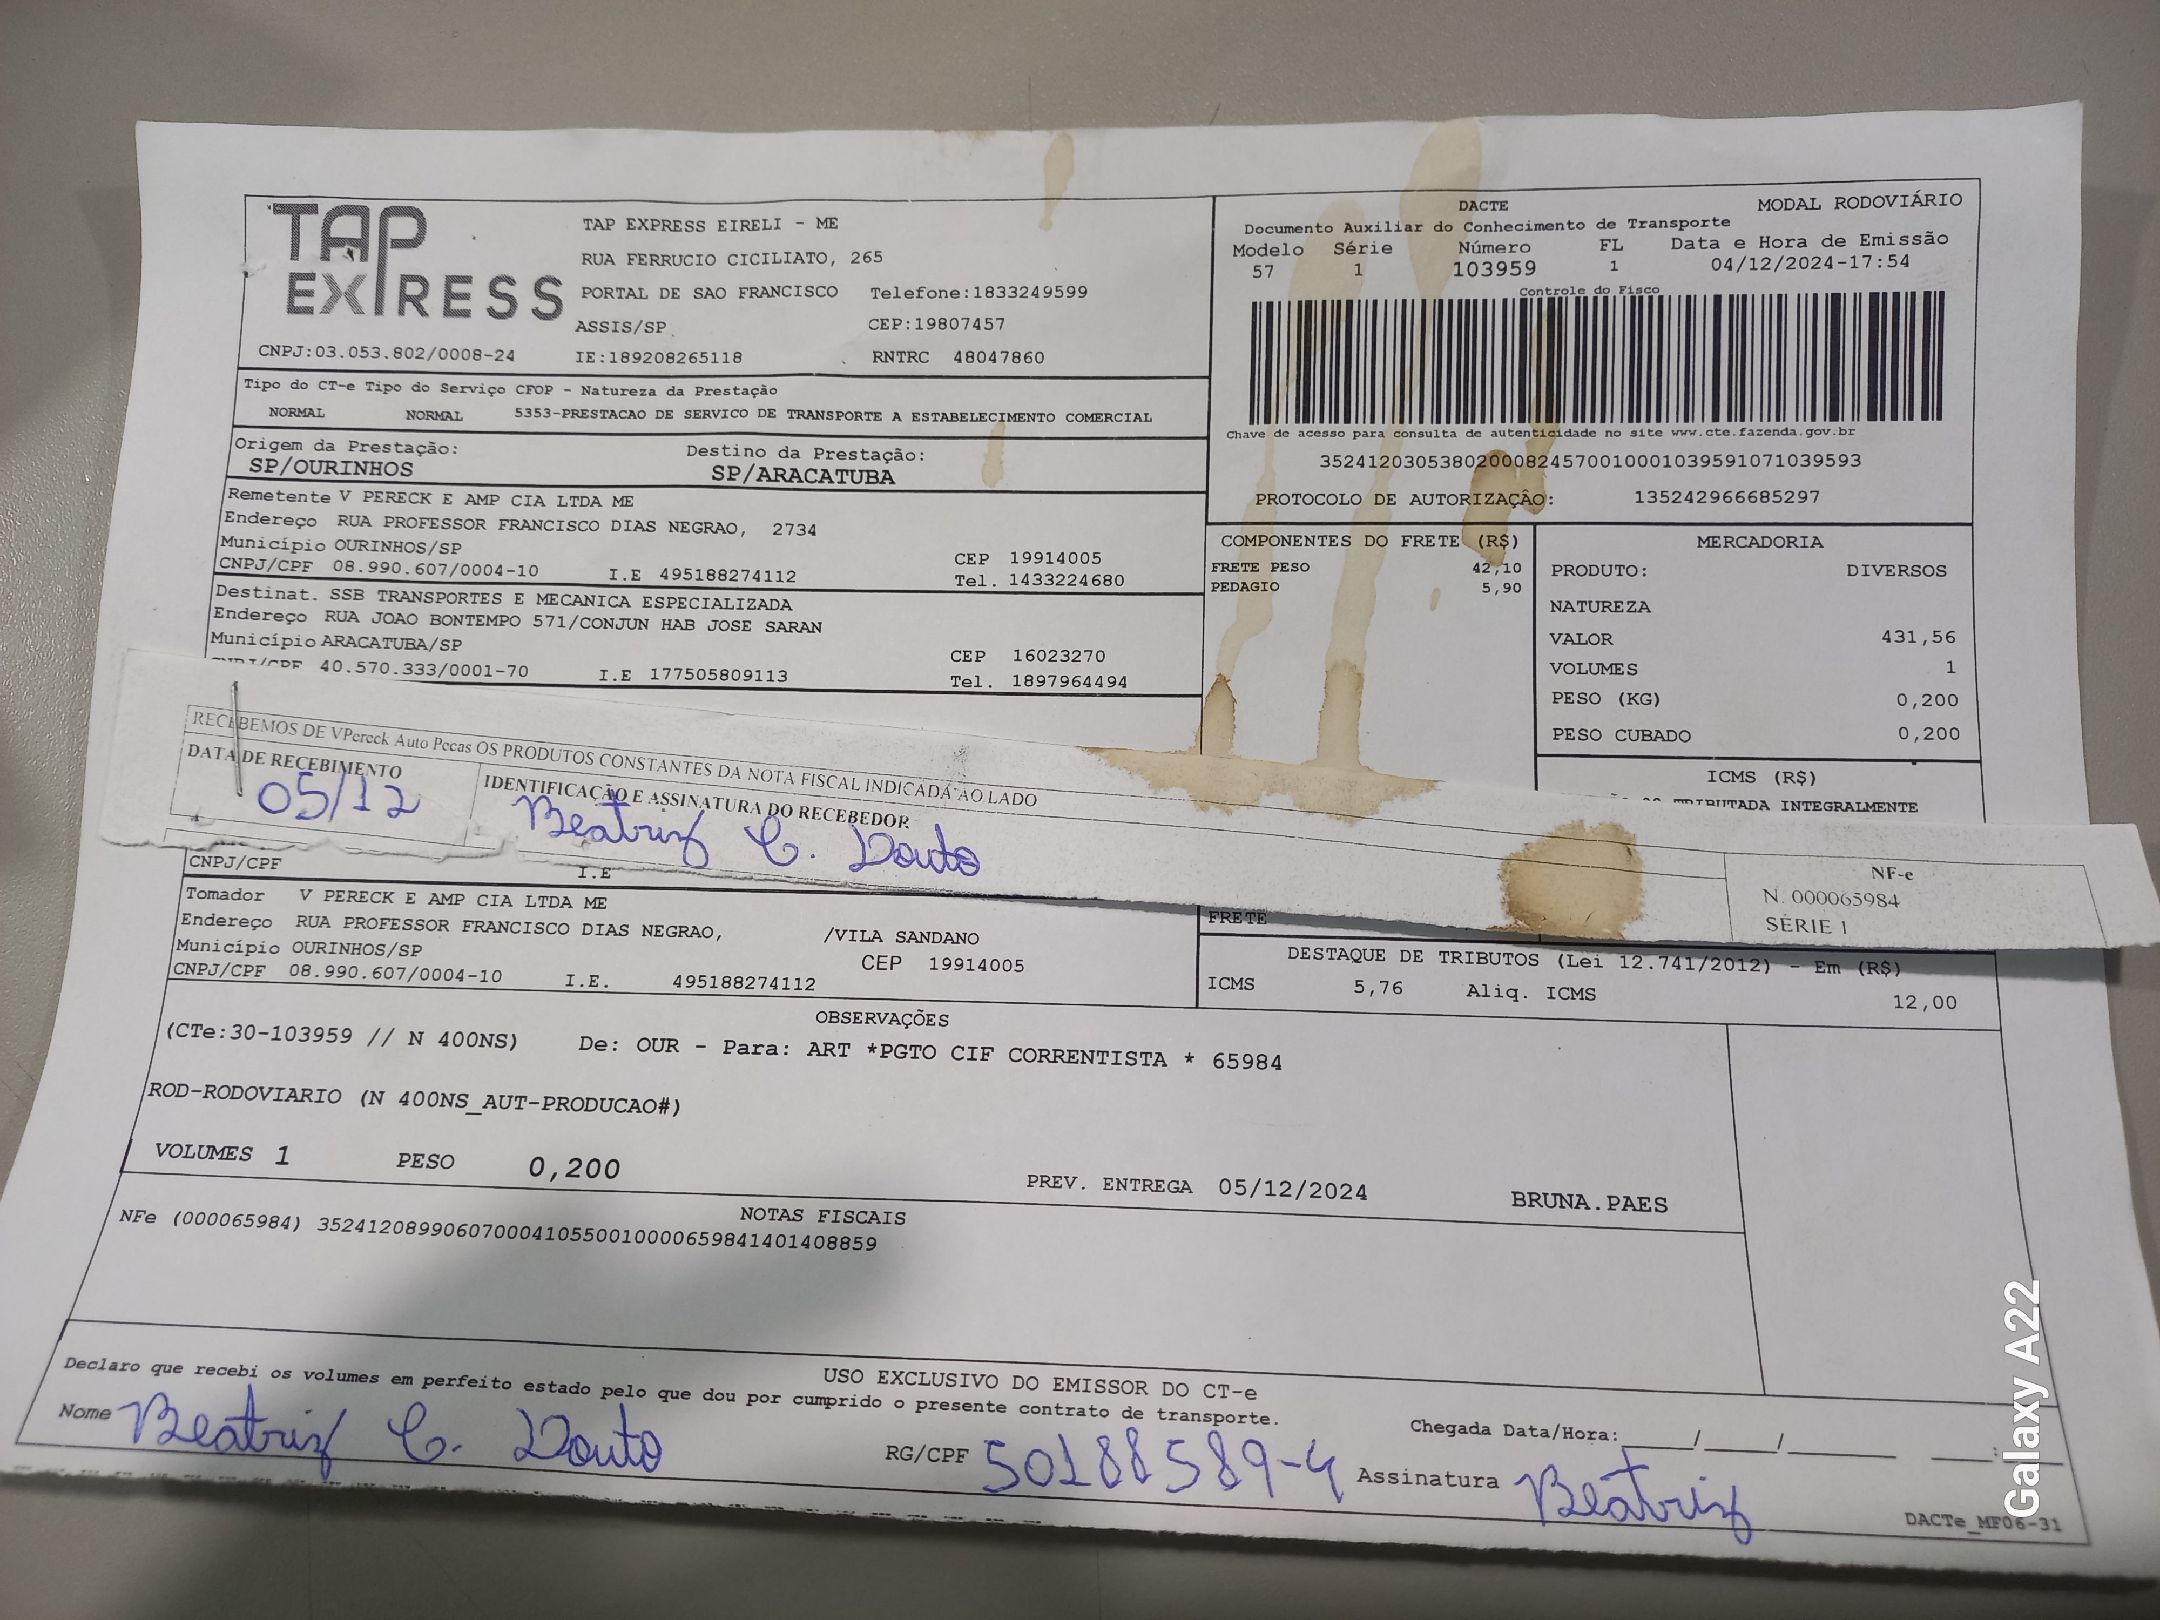 TAP EXPRESS
TAP EXPRESS EIRELI - ME
RUA FERRUCIO CICILIATO, 265
PORTAL DE SAO FRANCISCO Telefone:1833249599
ASSIS/SP CEP:19807457
CNPJ:03.053.802/0008-24 IE:189208265118 RNTRC 48047860
DACTE MODAL RODOVIÁRIO
Documento Auxiliar do Conhecimento de Transporte
Modelo Série Número FL Data e Hora de Emissão
57 1 103959 1 04/12/2024-17:54
Controle do Fisco
Chave de acesso para consulta de autenticidade no site www.cte.fazenda.gov.br
35241203053802000824570010001039591071039593
PROTOCOLO DE AUTORIZAÇÃO: 135242966685297
Tipo do CT-e Tipo do Serviço CFOP - Natureza da Prestação
NORMAL NORMAL 5353-PRESTACAO DE SERVICO DE TRANSPORTE A ESTABELECIMENTO COMERCIAL
Origem da Prestação: Destino da Prestação:
SP/OURINHOS SP/ARACATUBA
Remetente V PERECK E AMP CIA LTDA ME
Endereço RUA PROFESSOR FRANCISCO DIAS NEGRAO, 2734
Município OURINHOS/SP CEP 19914005
CNPJ/CPF 08.990.607/0004-10 I.E 495188274112 Tel. 1433224680
Destinat. SSB TRANSPORTES E MECANICA ESPECIALIZADA
Endereço RUA JOAO BONTEMPO 571/CONJUN HAB JOSE SARAN
Município ARACATUBA/SP CEP 16023270
CNPJ/CPF 40.570.333/0001-70 I.E 177505809113 Tel. 1897964494
COMPONENTES DO FRETE (R$)
FRETE PESO 42,10
PEDAGIO 5,90
MERCADORIA
PRODUTO: DIVERSOS
NATUREZA
VALOR 431,56
VOLUMES 1
PESO (KG) 0,200
PESO CUBADO 0,200
ICMS (R$)
TRIBUTADA INTEGRALMENTE
RECEBEMOS DE VPereck Auto Pecas OS PRODUTOS CONSTANTES DA NOTA FISCAL INDICADA AO LADO
DATA DE RECEBIMENTO IDENTIFICAÇÃO E ASSINATURA DO RECEBEDOR
05/12 Beatriz C. Douto
NF-e
N. 000065984
SÉRIE 1
CNPJ/CPF I.E
Tomador V PERECK E AMP CIA LTDA ME
Endereço RUA PROFESSOR FRANCISCO DIAS NEGRAO, /VILA SANDANO
Município OURINHOS/SP CEP 19914005
CNPJ/CPF 08.990.607/0004-10 I.E. 495188274112
FRETE
DESTAQUE DE TRIBUTOS (Lei 12.741/2012) - Em (R$)
ICMS 5,76 Aliq. ICMS 12,00
OBSERVAÇÕES
(CTe:30-103959 // N 400NS) De: OUR - Para: ART *PGTO CIF CORRENTISTA * 65984
ROD-RODOVIARIO (N 400NS_AUT-PRODUCAO#)
VOLUMES 1 PESO 0,200 PREV. ENTREGA 05/12/2024 BRUNA.PAES
NOTAS FISCAIS
NFe (000065984) 35241208990607000410550010000659841401408859
USO EXCLUSIVO DO EMISSOR DO CT-e
Declaro que recebi os volumes em perfeito estado pelo que dou por cumprido o presente contrato de transporte.
Chegada Data/Hora: ____/____/________ ____:____
Nome Beatriz C. Douto RG/CPF 50188589-4 Assinatura Beatriz
DACTe_MF06-31
Galaxy A22